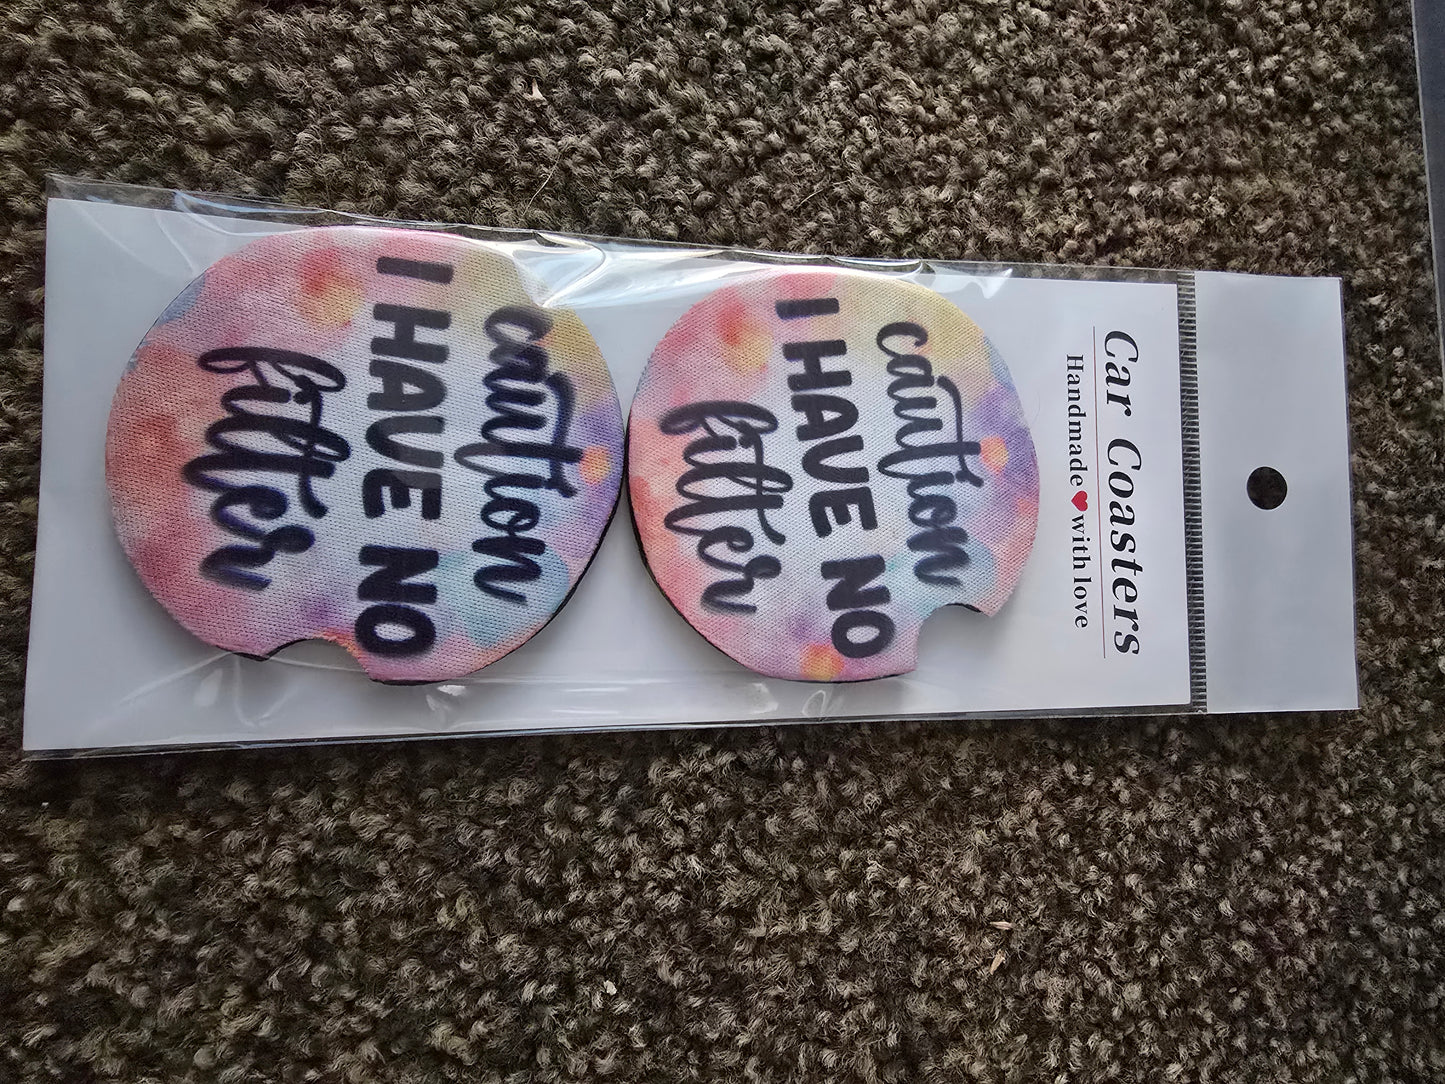 Car Coasters
Handmade❤with love
caution
I HAVE NO
filter
caution
I HAVE NO
filter